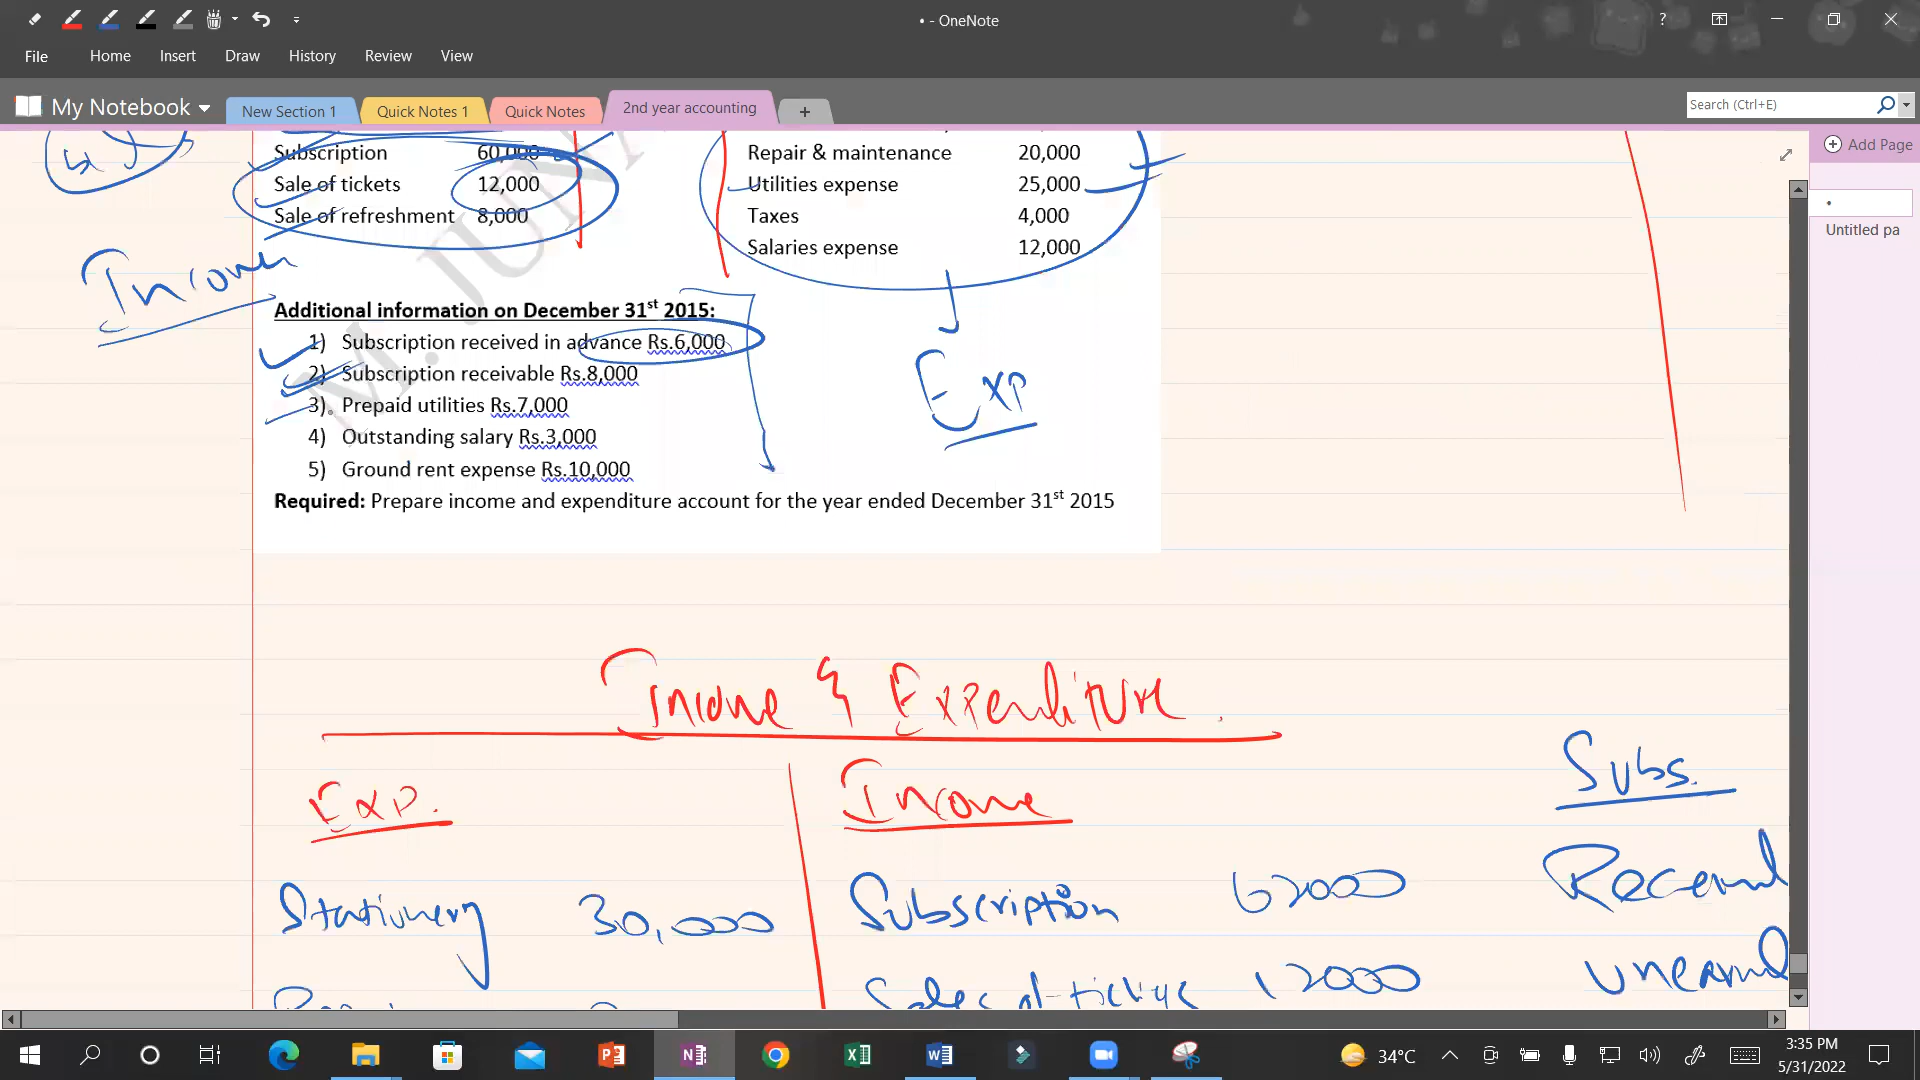 • - OneNote
?
File Home Insert Draw History Review View
My Notebook New Section 1 Quick Notes 1 Quick Notes 2nd year accounting + Search (Ctrl+E)
Add Page
•
Untitled pa
Subscription 60,000 Repair & maintenance 20,000
Sale of tickets 12,000 Utilities expense 25,000
Sale of refreshment 8,000 Taxes 4,000
Salaries expense 12,000
Income
M. JUN
Additional information on December 31st 2015:
1) Subscription received in advance Rs.6,000
2) Subscription receivable Rs.8,000
3) Prepaid utilities Rs.7,000
4) Outstanding salary Rs.3,000
5) Ground rent expense Rs.10,000
Exp
Required: Prepare income and expenditure account for the year ended December 31st 2015
Income & Expenditure
Exp. Income Subs.
Stationery 30,000 Subscription 62000 Received
Sales of tickets 12000 unearned
34°C
3:35 PM
5/31/2022